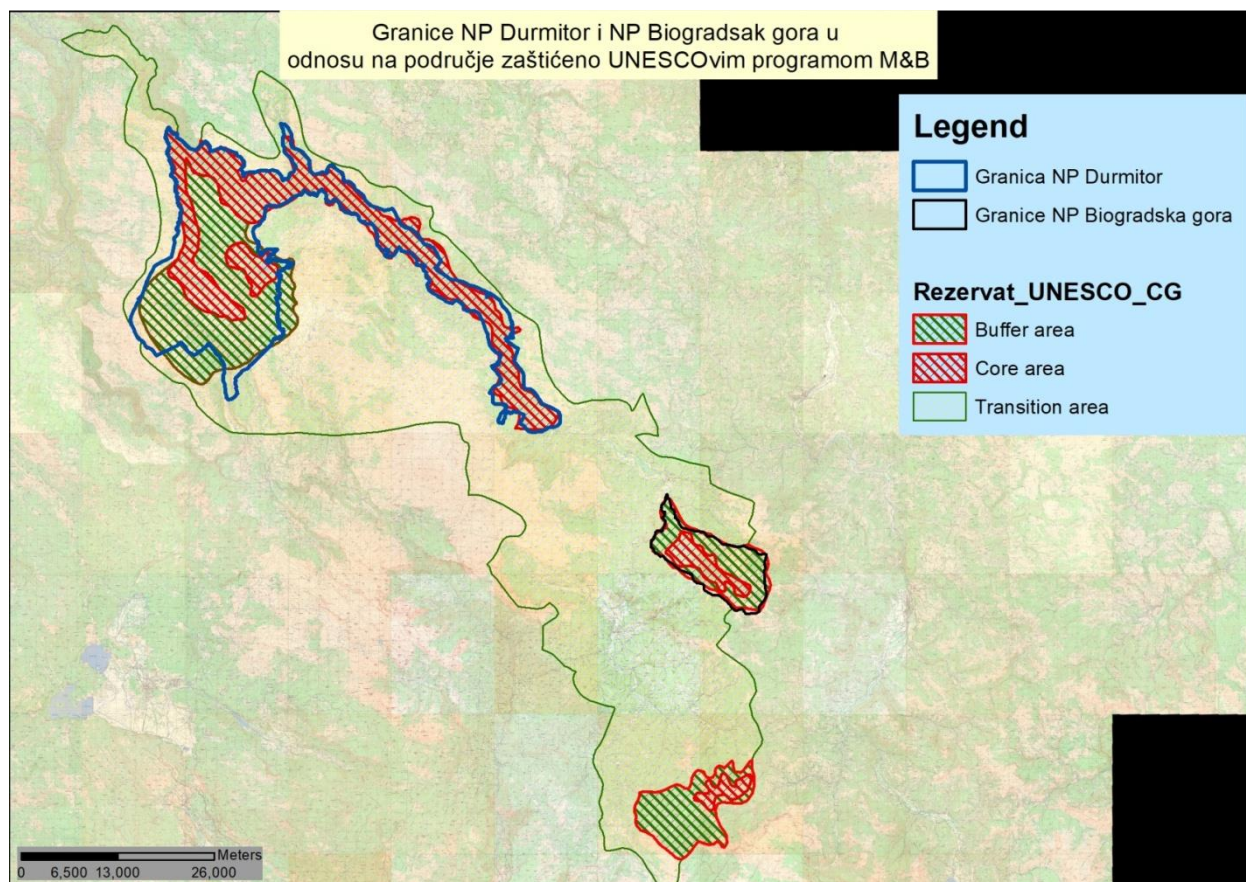 Granice NP Durmitor i NP Biogradsak gora u
odnosu na područje zaštićeno UNESCOvim programom M&B
Legend
Granica NP Durmitor
Granice NP Biogradska gora
Rezervat_UNESCO_CG
Buffer area
Core area
Transition area
Meters
0 6,500 13,000 26,000